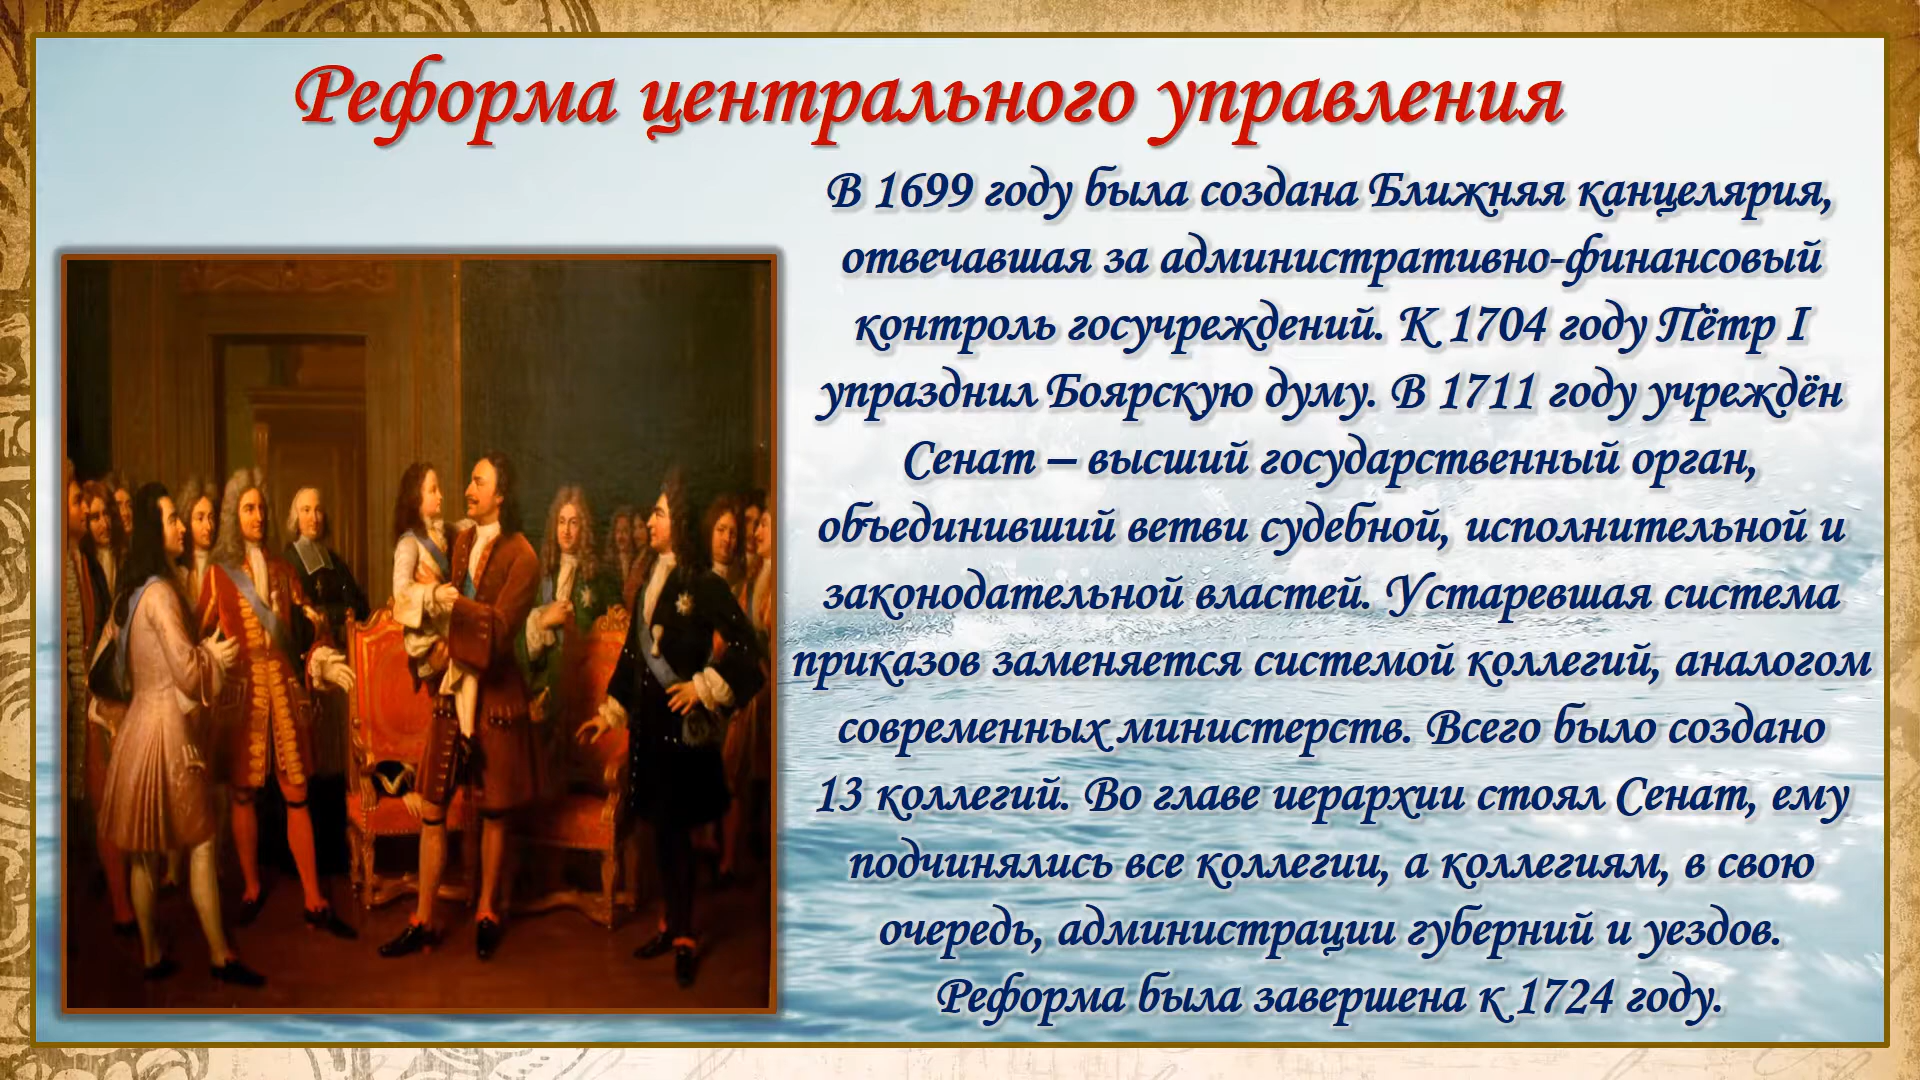 Реформа центрального управления
В 1699 году была создана Ближняя канцелярия,
отвечавшая за административно-финансовый
контроль госучреждений. К 1704 году Пётр I
упразднил Боярскую думу. В 1711 году учреждён
Сенат – высший государственный орган,
объединивший ветви судебной, исполнительной и
законодательной властей. Устаревшая система
приказов заменяется системой коллегий, аналогом
современных министерств. Всего было создано
13 коллегий. Во главе иерархии стоял Сенат, ему
подчинялись все коллегии, а коллегиям, в свою
очередь, администрации губерний и уездов.
Реформа была завершена к 1724 году.